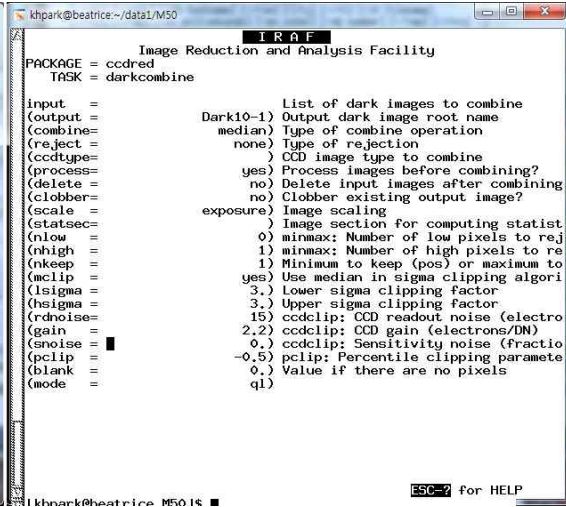 khpark@beatrice:~/data1/M50
I R A F
Image Reduction and Analysis Facility
PACKAGE = ccdred
TASK = darkcombine
input = List of dark images to combine
(output = Dark10-1) Output dark image root name
(combine= median) Type of combine operation
(reject = none) Type of rejection
(ccdtype= ) CCD image type to combine
(process= yes) Process images before combining?
(delete = no) Delete input images after combining
(clobber= no) Clobber existing output image?
(scale = exposure) Image scaling
(statsec= ) Image section for computing statist
(nlow = 0) minmax: Number of low pixels to rej
(nhigh = 1) minmax: Number of high pixels to re
(nkeep = 1) Minimum to keep (pos) or maximum to
(mclip = yes) Use median in sigma clipping algori
(lsigma = 3.) Lower sigma clipping factor
(hsigma = 3.) Upper sigma clipping factor
(rdnoise= 15) ccdclip: CCD readout noise (electro
(gain = 2.2) ccdclip: CCD gain (electrons/DN)
(snoise = 0.) ccdclip: Sensitivity noise (fractio
(pclip = -0.5) pclip: Percentile clipping paramete
(blank = 0.) Value if there are no pixels
(mode = ql)
ESC-? for HELP
[khpark@beatrice M50]$